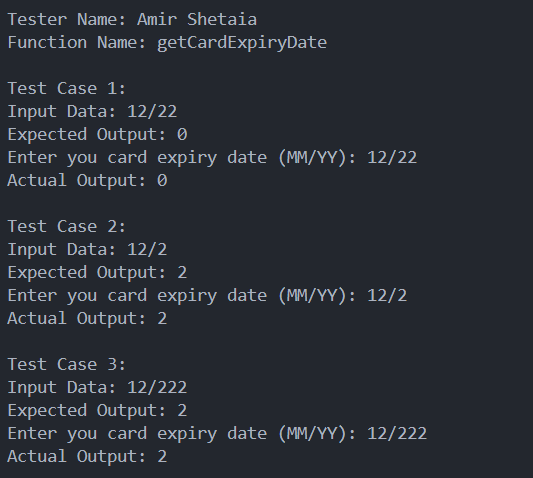 Tester Name: Amir Shetaia
Function Name: getCardExpiryDate
Test Case 1:
Input Data: 12/22
Expected Output: 0
Enter you card expiry date (MM/YY): 12/22
Actual Output: 0
Test Case 2:
Input Data: 12/2
Expected Output: 2
Enter you card expiry date (MM/YY): 12/2
Actual Output: 2
Test Case 3:
Input Data: 12/222
Expected Output: 2
Enter you card expiry date (MM/YY): 12/222
Actual Output: 2